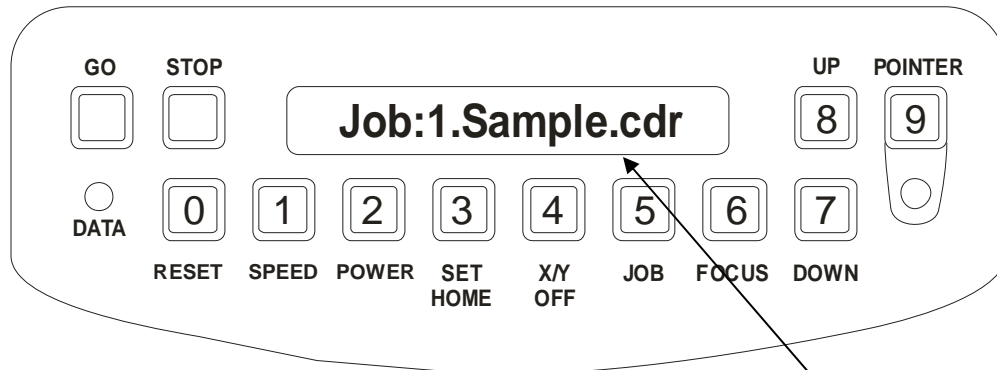 GO STOP UP POINTER
Job:1.Sample.cdr
8 9
DATA
0 1 2 3 4 5 6 7
RESET SPEED POWER SET HOME X/Y OFF JOB FOCUS DOWN